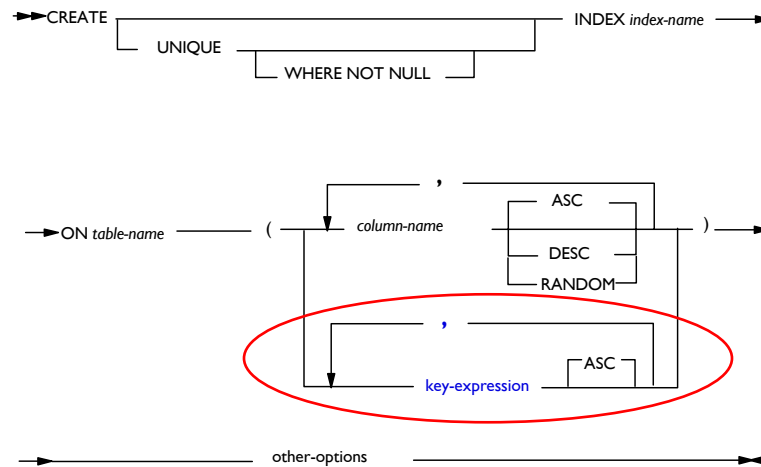 CREATE INDEX index-name
UNIQUE
WHERE NOT NULL
,
ASC
ON table-name ( column-name )
DESC
RANDOM
,
ASC
key-expression
other-options